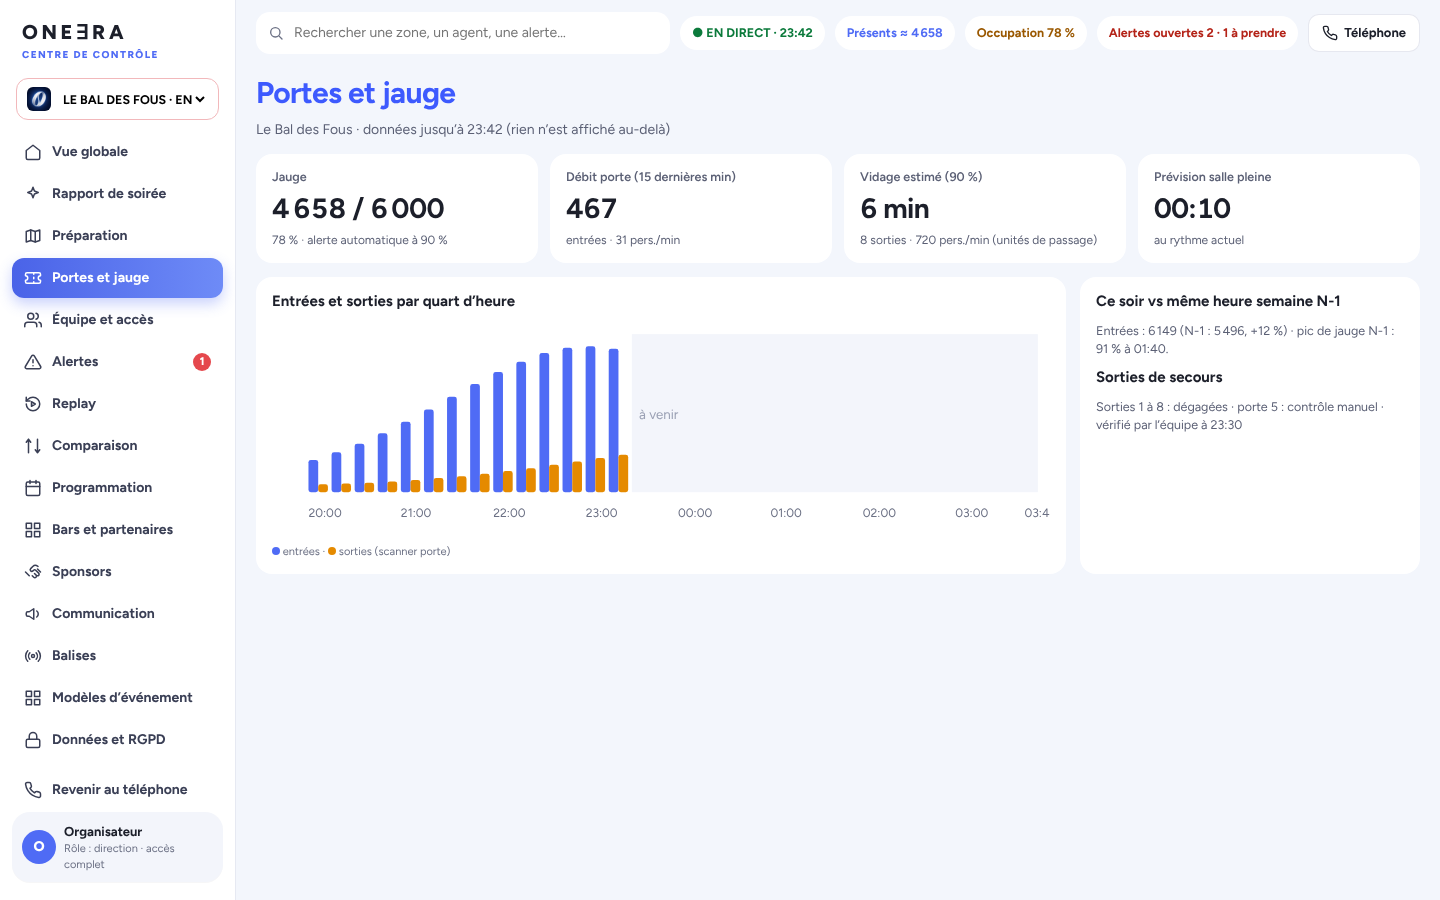 ONEƎRA
CENTRE DE CONTRÔLE
LE BAL DES FOUS · EN
Vue globale
Rapport de soirée
Préparation
Portes et jauge
Équipe et accès
Alertes
1
Replay
Comparaison
Programmation
Bars et partenaires
Sponsors
Communication
Balises
Modèles d’événement
Données et RGPD
Revenir au téléphone
O
Organisateur
Rôle : direction · accès
complet
Rechercher une zone, un agent, une alerte...
EN DIRECT · 23:42
Présents ≈ 4 658
Occupation 78 %
Alertes ouvertes 2 · 1 à prendre
Téléphone
Portes et jauge
Le Bal des Fous · données jusqu’à 23:42 (rien n’est affiché au-delà)
Jauge
4 658 / 6 000
78 % · alerte automatique à 90 %
Débit porte (15 dernières min)
467
entrées · 31 pers./min
Vidage estimé (90 %)
6 min
8 sorties · 720 pers./min (unités de passage)
Prévision salle pleine
00:10
au rythme actuel
Entrées et sorties par quart d’heure
à venir
20:00 21:00 22:00 23:00 00:00 01:00 02:00 03:00 03:4
entrées · sorties (scanner porte)
Ce soir vs même heure semaine N-1
Entrées : 6 149 (N-1 : 5 496, +12 %) · pic de jauge N-1 :
91 % à 01:40.
Sorties de secours
Sorties 1 à 8 : dégagées · porte 5 : contrôle manuel ·
vérifié par l’équipe à 23:30